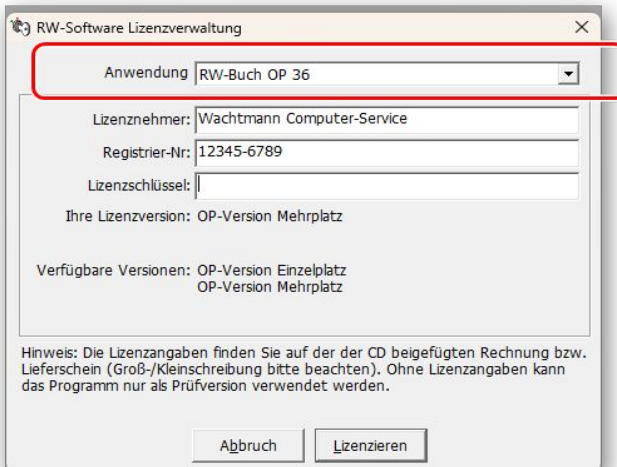 RW-Software Lizenzverwaltung
Anwendung RW-Buch OP 36
Lizenznehmer: Wachtmann Computer-Service
Registrier-Nr: 12345-6789
Lizenzschlüssel:
Ihre Lizenzversion: OP-Version Mehrplatz
Verfügbare Versionen: OP-Version Einzelplatz
OP-Version Mehrplatz
Hinweis: Die Lizenzangaben finden Sie auf der der CD beigefügten Rechnung bzw.
Lieferschein (Groß-/Kleinschreibung bitte beachten). Ohne Lizenzangaben kann
das Programm nur als Prüfversion verwendet werden.
Abbruch Lizenzieren